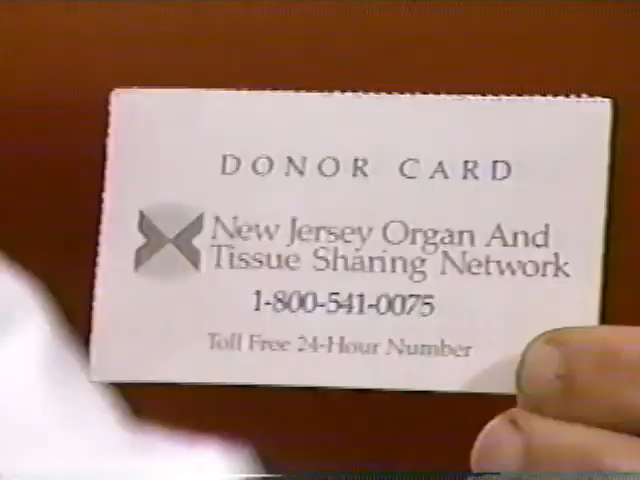 DONOR CARD
New Jersey Organ And
Tissue Sharing Network
1-800-541-0075
Toll Free 24-Hour Number